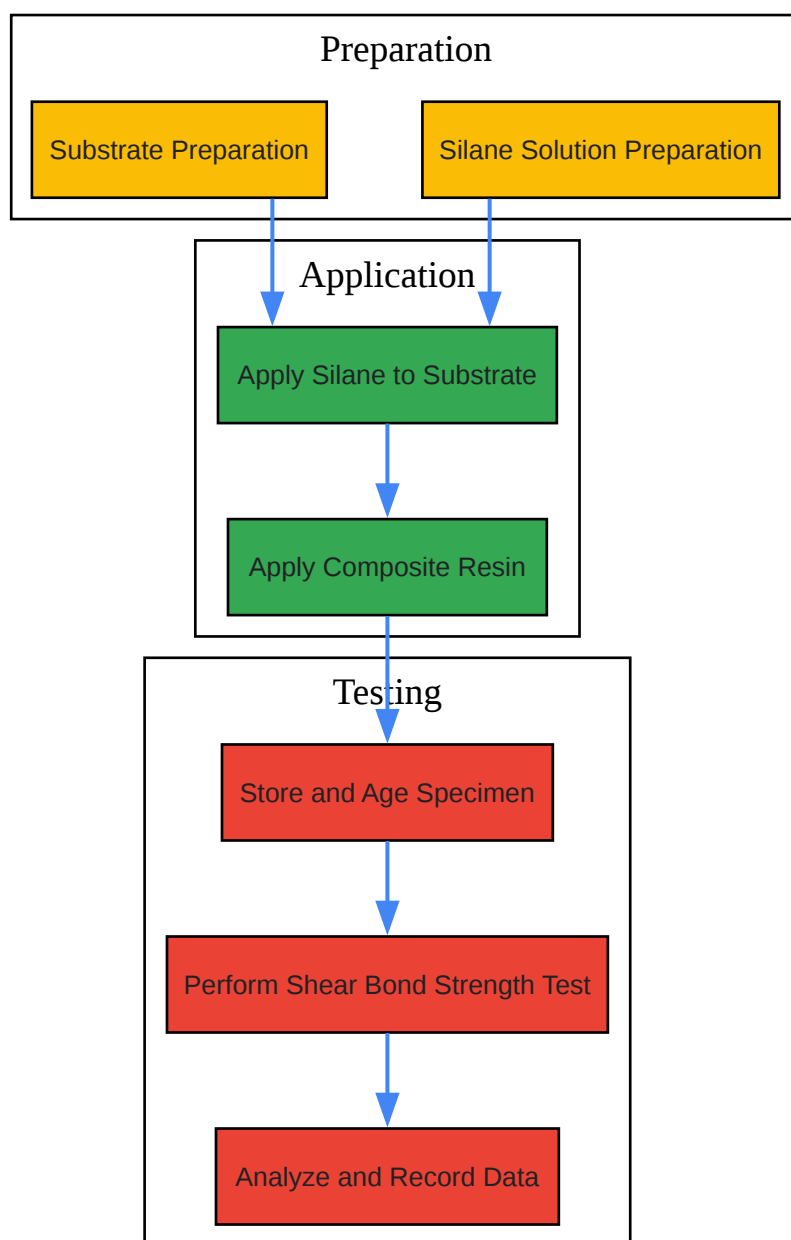 Preparation
Substrate Preparation
Silane Solution Preparation
Application
Apply Silane to Substrate
Apply Composite Resin
Testing
Store and Age Specimen
Perform Shear Bond Strength Test
Analyze and Record Data